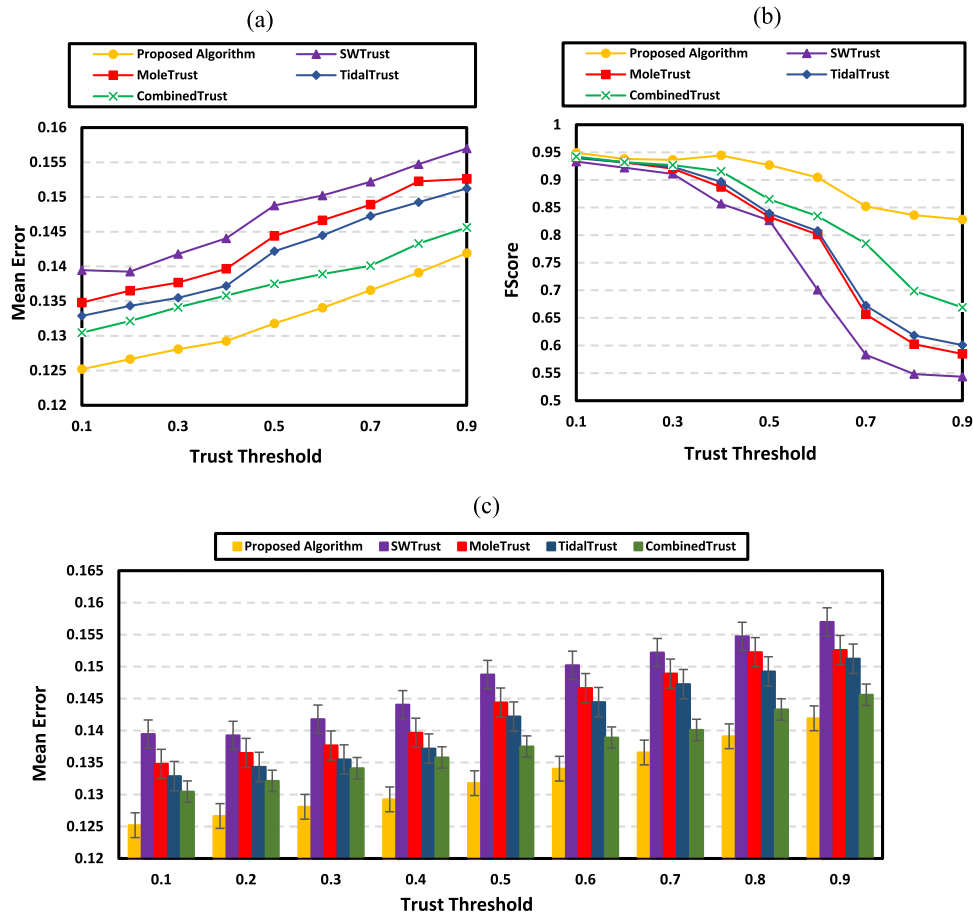 (a)
Proposed Algorithm SWTrust
MoleTrust TidalTrust
CombinedTrust
0.16
0.155
0.15
0.145
0.14
0.135
0.13
0.125
0.12
Mean Error
0.1 0.3 0.5 0.7 0.9
Trust Threshold
(b)
Proposed Algorithm SWTrust
MoleTrust TidalTrust
CombinedTrust
1
0.95
0.9
0.85
0.8
0.75
0.7
0.65
0.6
0.55
0.5
FScore
0.1 0.3 0.5 0.7 0.9
Trust Threshold
(c)
Proposed Algorithm SWTrust MoleTrust TidalTrust CombinedTrust
0.165
0.16
0.155
0.15
0.145
0.14
0.135
0.13
0.125
0.12
Mean Error
0.1 0.2 0.3 0.4 0.5 0.6 0.7 0.8 0.9
Trust Threshold